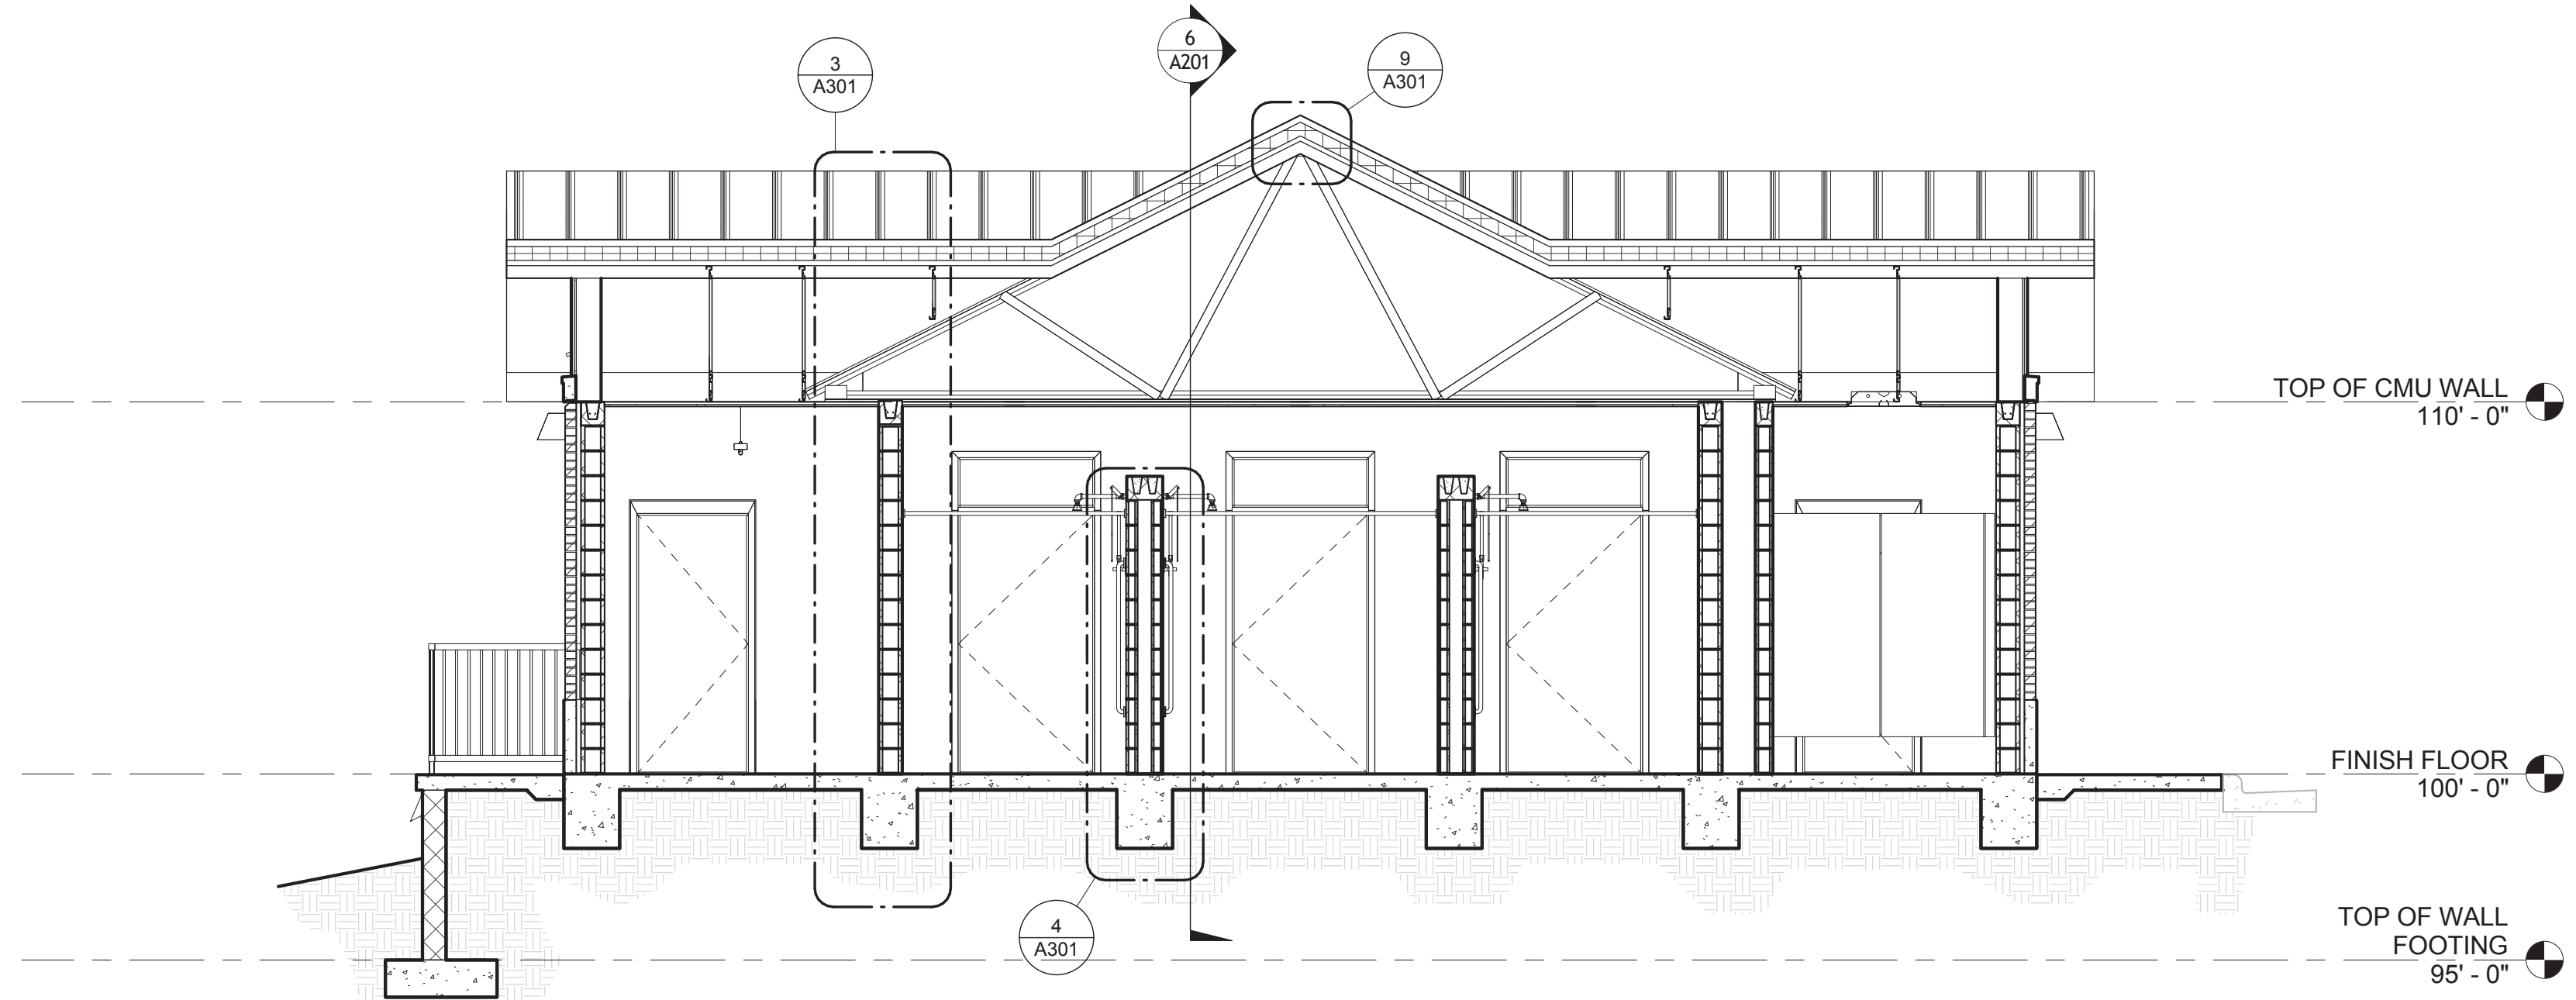 6
A201
3
A301
9
A301
TOP OF CMU WALL
110' - 0"
FINISH FLOOR
100' - 0"
4
A301
TOP OF WALL
FOOTING
95' - 0"